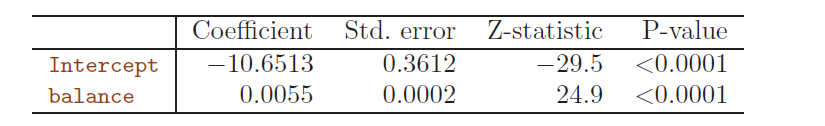 Coefficient Std. error Z-statistic P-value
Intercept −10.6513 0.3612 −29.5 <0.0001
balance 0.0055 0.0002 24.9 <0.0001